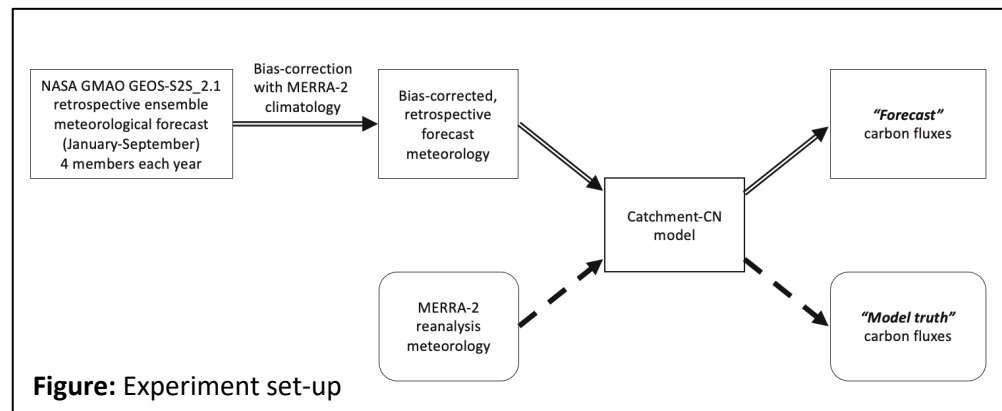 NASA GMAO GEOS-S2S_2.1
retrospective ensemble
meteorological forecast
(January-September)
4 members each year
Bias-correction
with MERRA-2
climatology
Bias-corrected,
retrospective
forecast
meteorology
"Forecast"
carbon fluxes
Catchment-CN
model
MERRA-2
reanalysis
meteorology
"Model truth"
carbon fluxes
Figure: Experiment set-up